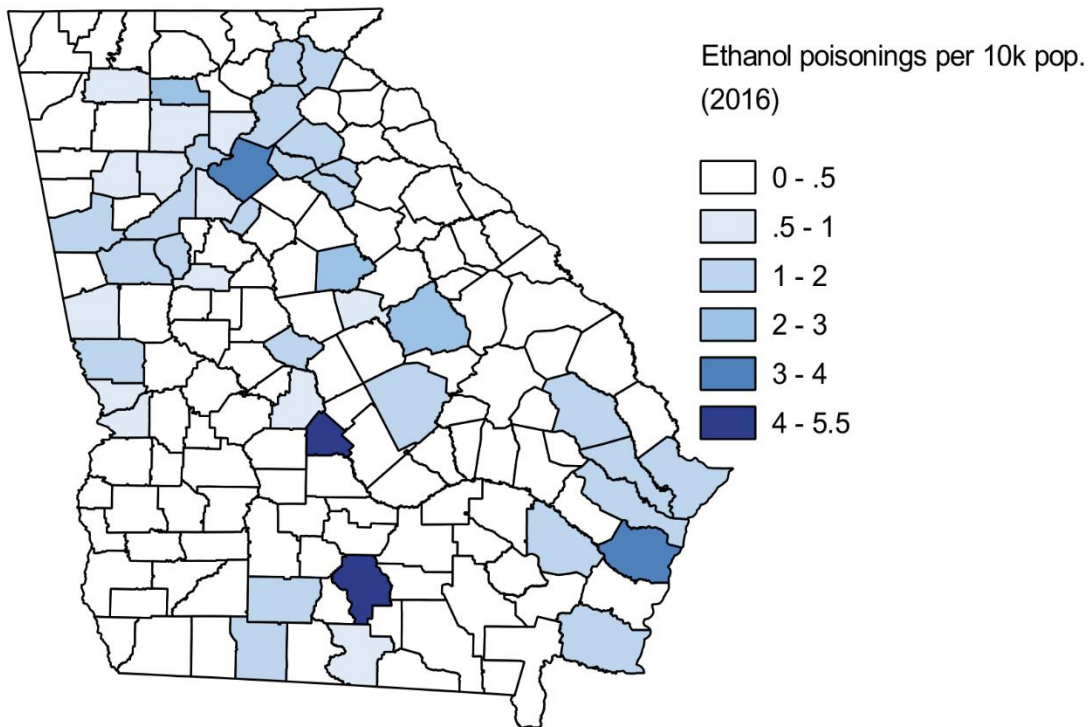 Ethanol poisonings per 10k pop.
(2016)
0 - .5
.5 - 1
1 - 2
2 - 3
3 - 4
4 - 5.5